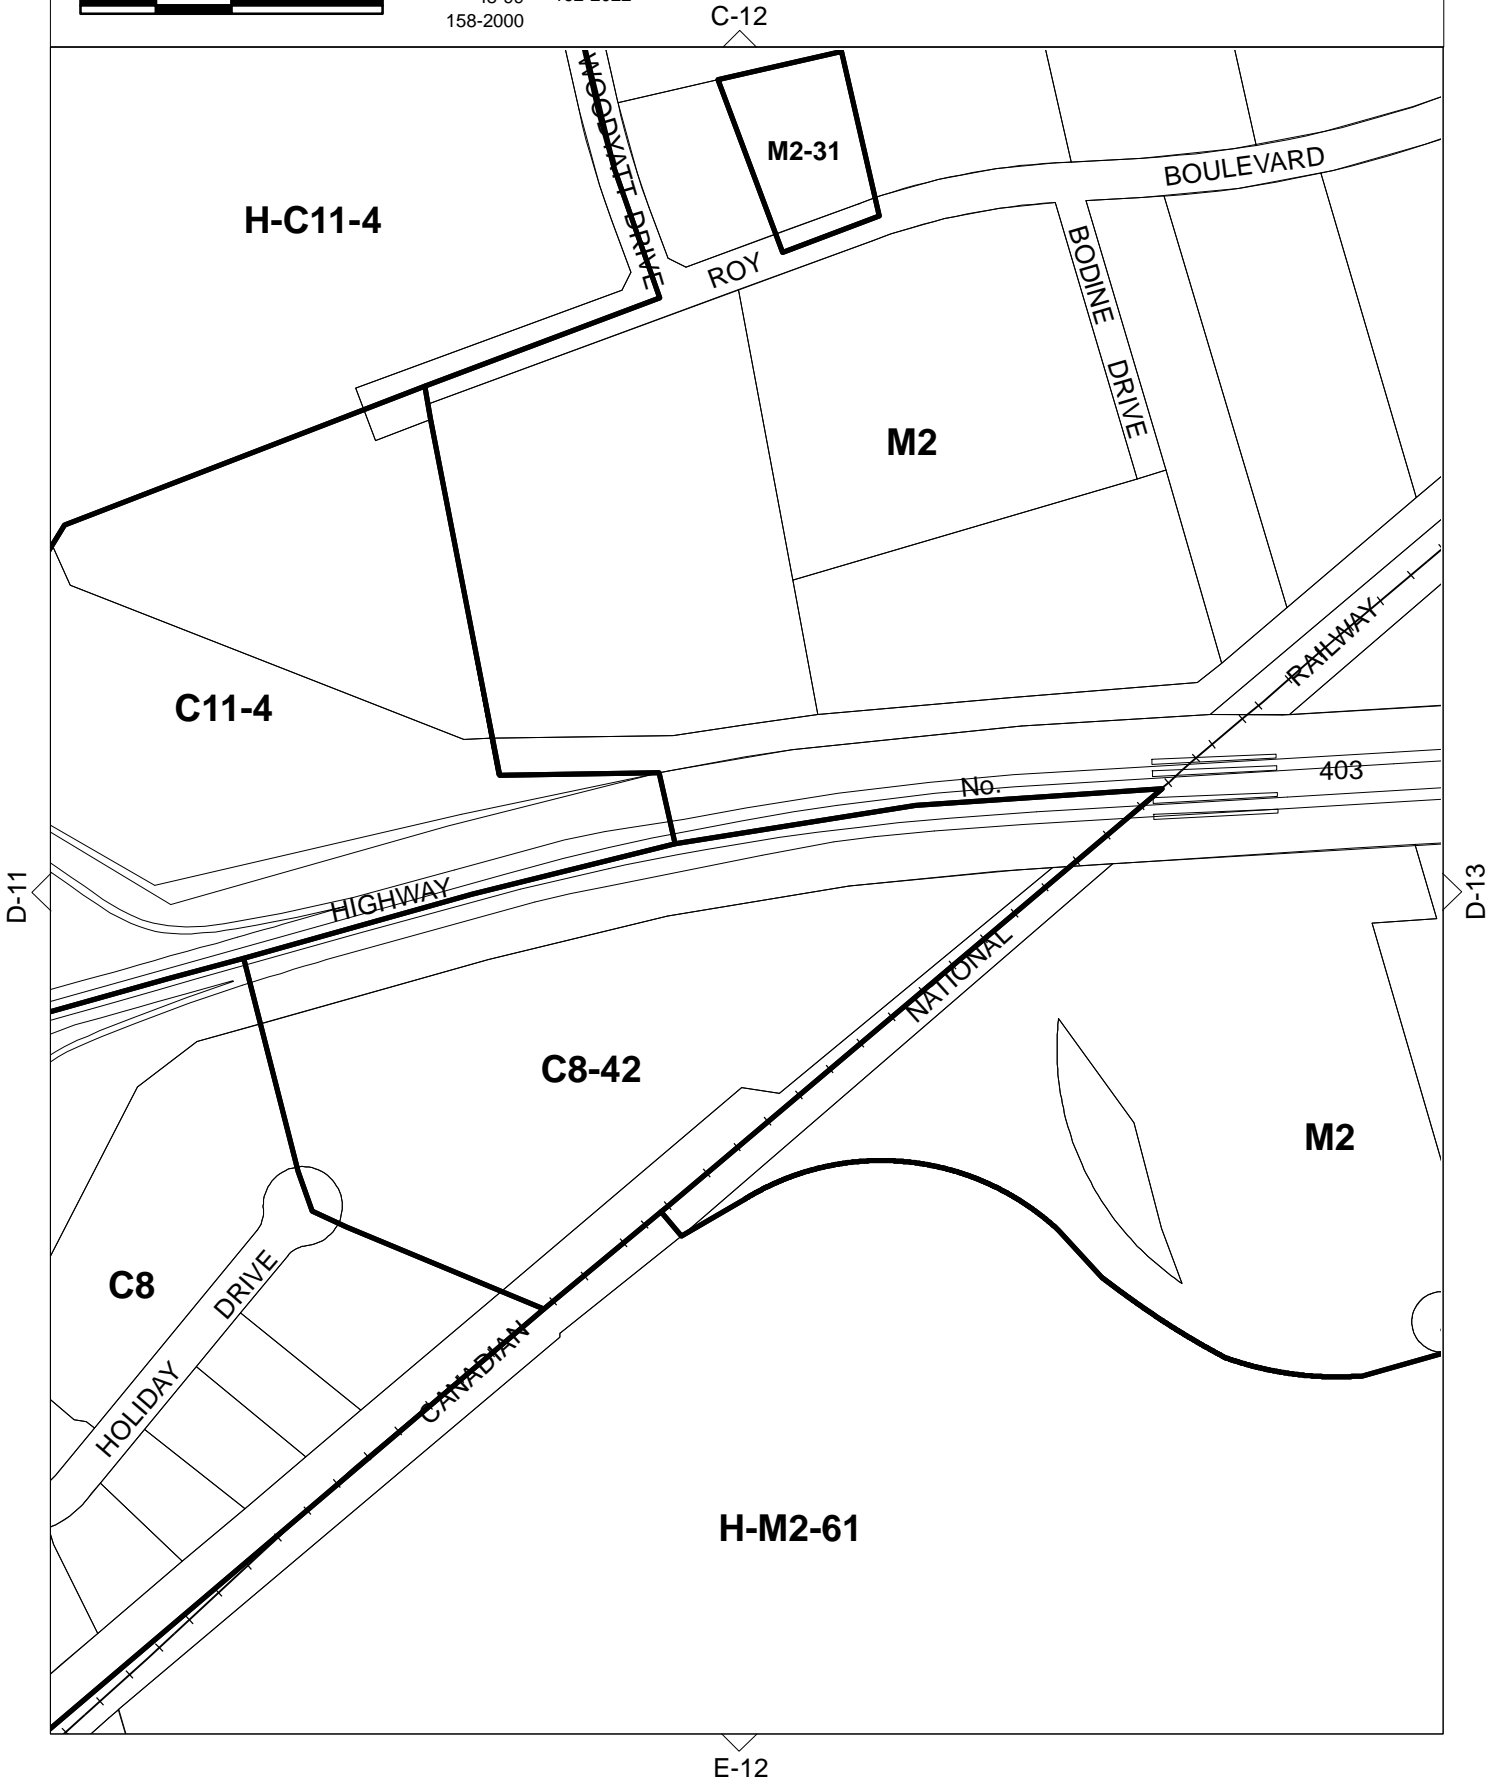 158-2000
C-12
WOODYATT DRIVE
M2-31
BOULEVARD
H-C11-4
ROY
BODINE DRIVE
M2
RAILWAY
C11-4
No.
403
HIGHWAY
D-11
D-13
NATIONAL
C8-42
M2
C8
HOLIDAY DRIVE
CANADIAN
H-M2-61
E-12